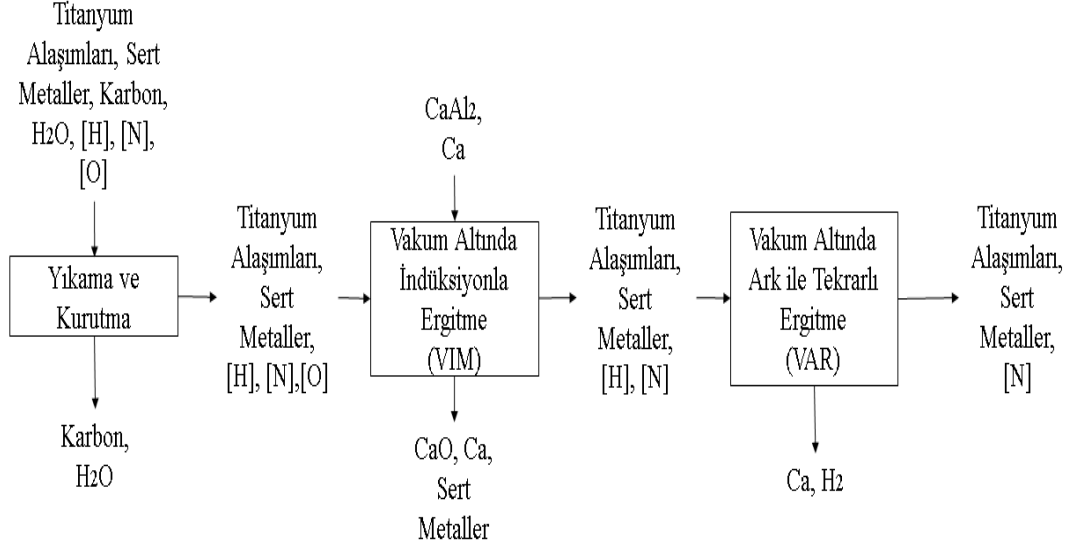 Titanyum
Alaşımları, Sert
Metaller, Karbon,
H2O, [H], [N],
[O]
Yıkama ve
Kurutma
Karbon,
H2O
Titanyum
Alaşımları,
Sert
Metaller,
[H], [N],[O]
CaAl2,
Ca
Vakum Altında
İndüksiyonla
Ergitme
(VIM)
CaO, Ca,
Sert
Metaller
Titanyum
Alaşımları,
Sert
Metaller,
[H], [N]
Vakum Altında
Ark ile Tekrarlı
Ergitme
(VAR)
Ca, H2
Titanyum
Alaşımları,
Sert
Metaller,
[N]